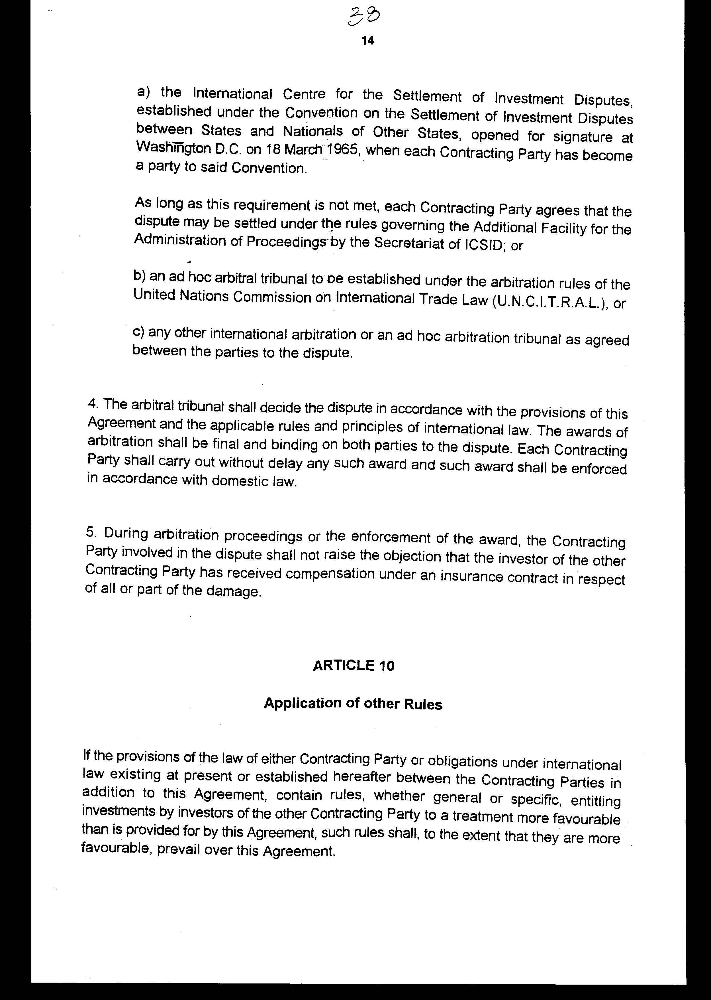 38
14
a) the International Centre for the Settlement of Investment Disputes,
established under the Convention on the Settlement of Investment Disputes
between States and Nationals of Other States, opened for signature at
Washington D.C. on 18 March 1965, when each Contracting Party has become
a party to said Convention.
As long as this requirement is not met, each Contracting Party agrees that the
dispute may be settled under the rules governing the Additional Facility for the
Administration of Proceedings by the Secretariat of ICSID; or
b) an ad hoc arbitral tribunal to be established under the arbitration rules of the
United Nations Commission on International Trade Law (U.N.C.I.T.R.A.L.), or
c) any other international arbitration or an ad hoc arbitration tribunal as agreed
between the parties to the dispute.
4. The arbitral tribunal shall decide the dispute in accordance with the provisions of this
Agreement and the applicable rules and principles of international law. The awards of
arbitration shall be final and binding on both parties to the dispute. Each Contracting
Party shall carry out without delay any such award and such award shall be enforced
in accordance with domestic law.
5. During arbitration proceedings or the enforcement of the award, the Contracting
Party involved in the dispute shall not raise the objection that the investor of the other
Contracting Party has received compensation under an insurance contract in respect
of all or part of the damage.
ARTICLE 10
Application of other Rules
If the provisions of the law of either Contracting Party or obligations under international
law existing at present or established hereafter between the Contracting Parties in
addition to this Agreement, contain rules, whether general or specific, entitling
investments by investors of the other Contracting Party to a treatment more favourable
than is provided for by this Agreement, such rules shall, to the extent that they are more
favourable, prevail over this Agreement.